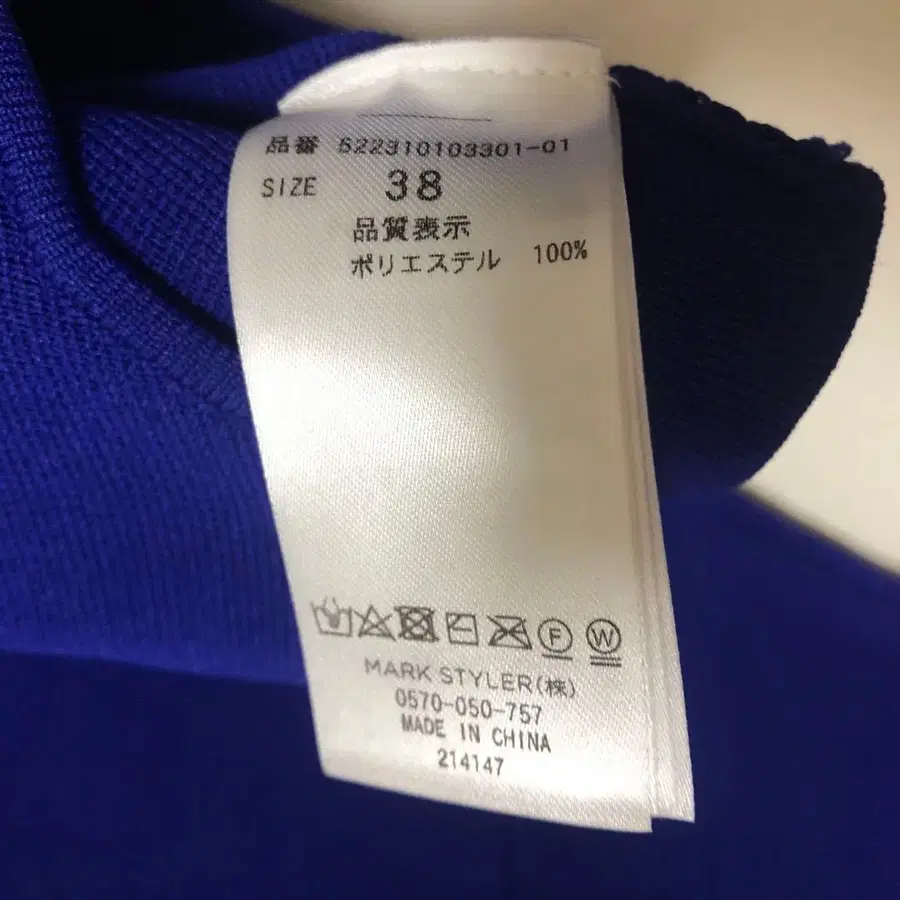 品番 522310103301-01
SIZE 38
品質表示
ポリエステル 100%
F W
MARK STYLER(株)
0570-050-757
MADE IN CHINA
214147